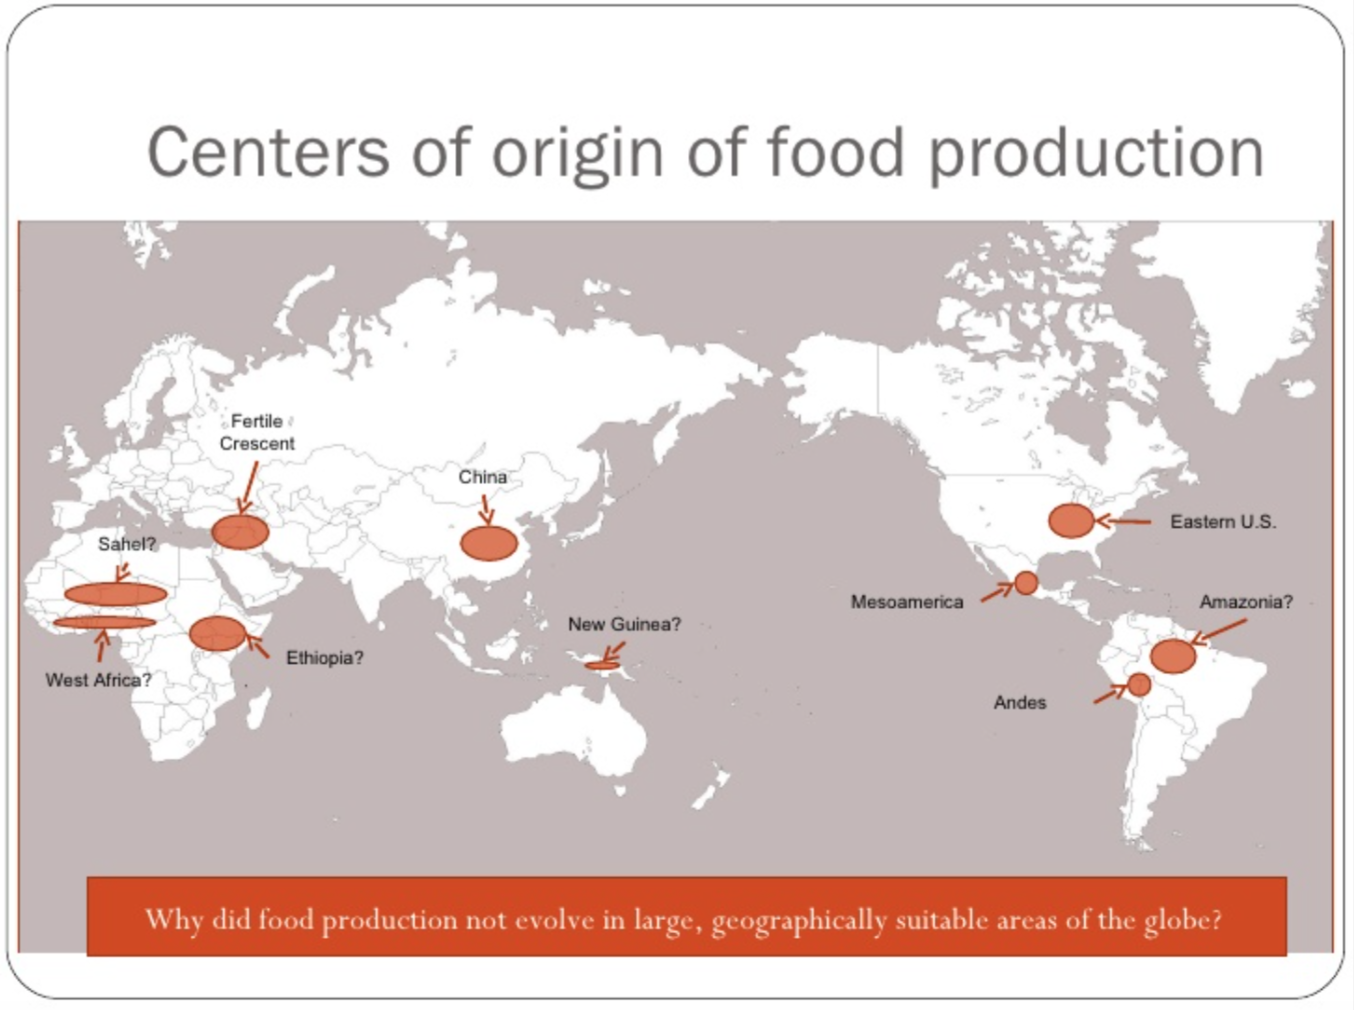 Centers of origin of food production
Fertile
Crescent
China
Sahel?
Eastern U.S.
Mesoamerica
Amazonia?
New Guinea?
Ethiopia?
West Africa?
Andes
Why did food production not evolve in large, geographically suitable areas of the globe?